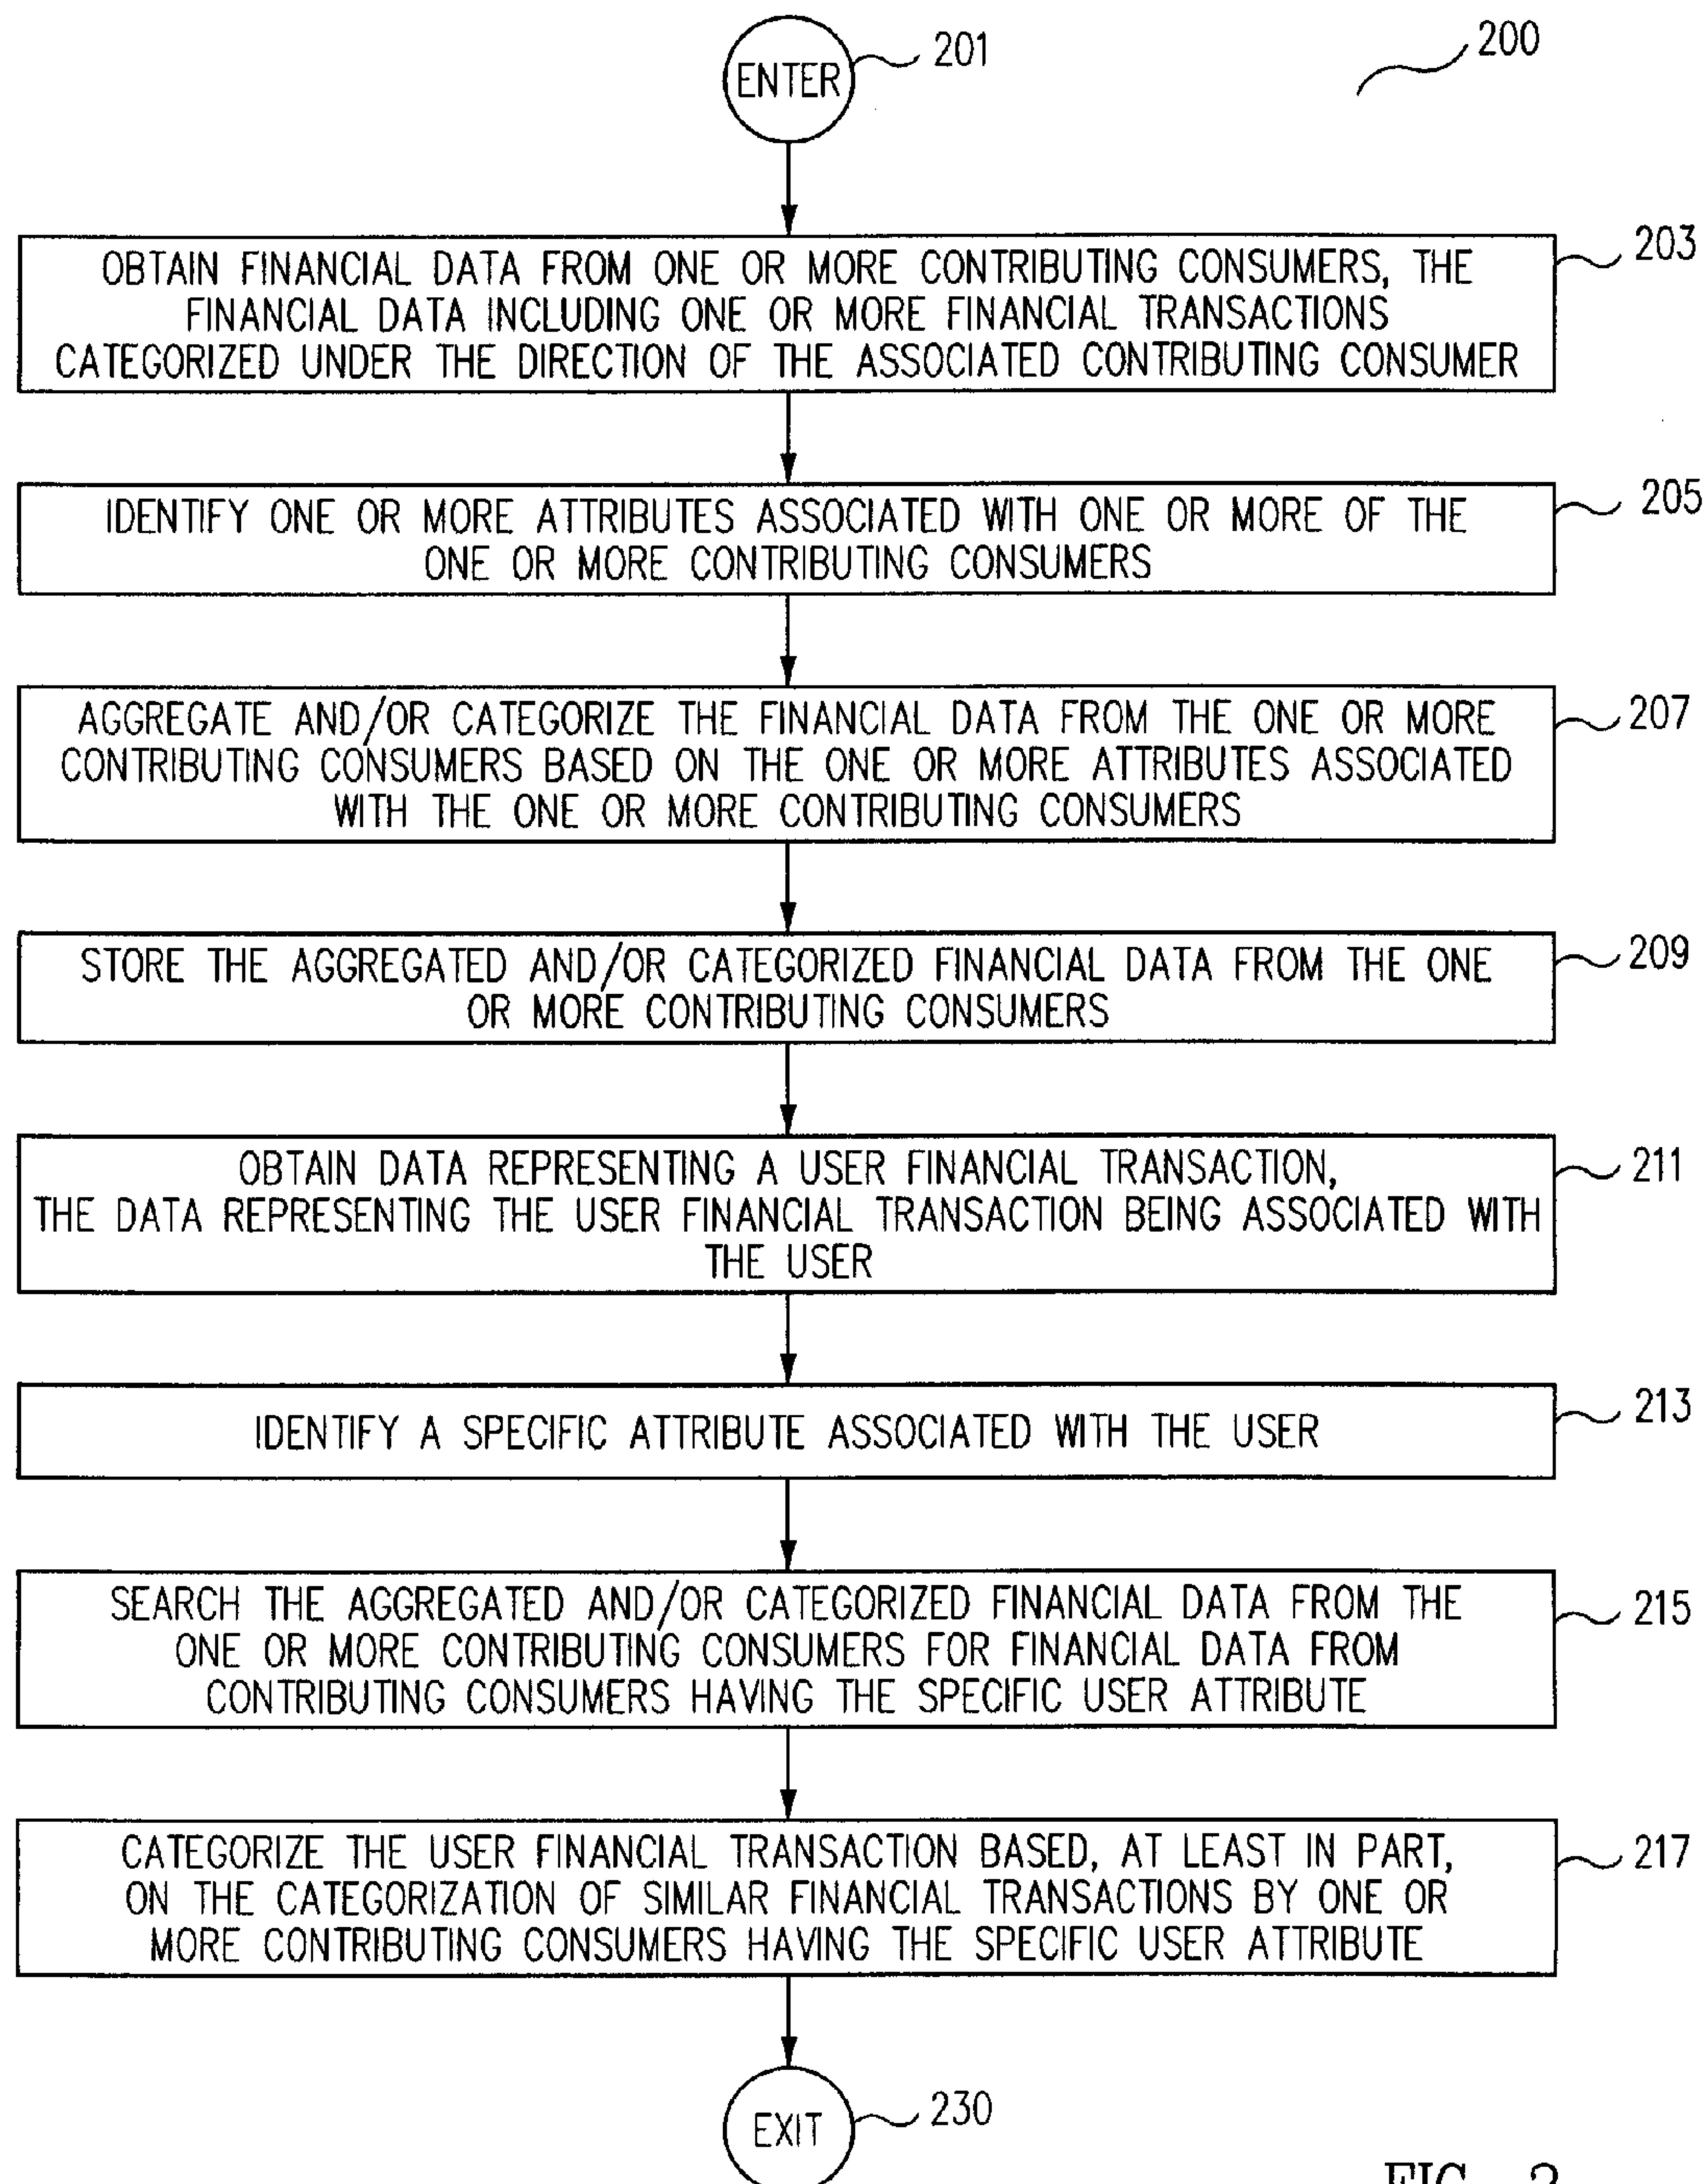 ENTER
201
200
OBTAIN FINANCIAL DATA FROM ONE OR MORE CONTRIBUTING CONSUMERS, THE
FINANCIAL DATA INCLUDING ONE OR MORE FINANCIAL TRANSACTIONS
CATEGORIZED UNDER THE DIRECTION OF THE ASSOCIATED CONTRIBUTING CONSUMER
203
IDENTIFY ONE OR MORE ATTRIBUTES ASSOCIATED WITH ONE OR MORE OF THE
ONE OR MORE CONTRIBUTING CONSUMERS
205
AGGREGATE AND/OR CATEGORIZE THE FINANCIAL DATA FROM THE ONE OR MORE
CONTRIBUTING CONSUMERS BASED ON THE ONE OR MORE ATTRIBUTES ASSOCIATED
WITH THE ONE OR MORE CONTRIBUTING CONSUMERS
207
STORE THE AGGREGATED AND/OR CATEGORIZED FINANCIAL DATA FROM THE ONE
OR MORE CONTRIBUTING CONSUMERS
209
OBTAIN DATA REPRESENTING A USER FINANCIAL TRANSACTION,
THE DATA REPRESENTING THE USER FINANCIAL TRANSACTION BEING ASSOCIATED WITH
THE USER
211
IDENTIFY A SPECIFIC ATTRIBUTE ASSOCIATED WITH THE USER
213
SEARCH THE AGGREGATED AND/OR CATEGORIZED FINANCIAL DATA FROM THE
ONE OR MORE CONTRIBUTING CONSUMERS FOR FINANCIAL DATA FROM
CONTRIBUTING CONSUMERS HAVING THE SPECIFIC USER ATTRIBUTE
215
CATEGORIZE THE USER FINANCIAL TRANSACTION BASED, AT LEAST IN PART,
ON THE CATEGORIZATION OF SIMILAR FINANCIAL TRANSACTIONS BY ONE OR
MORE CONTRIBUTING CONSUMERS HAVING THE SPECIFIC USER ATTRIBUTE
217
EXIT
230
FIG. 2